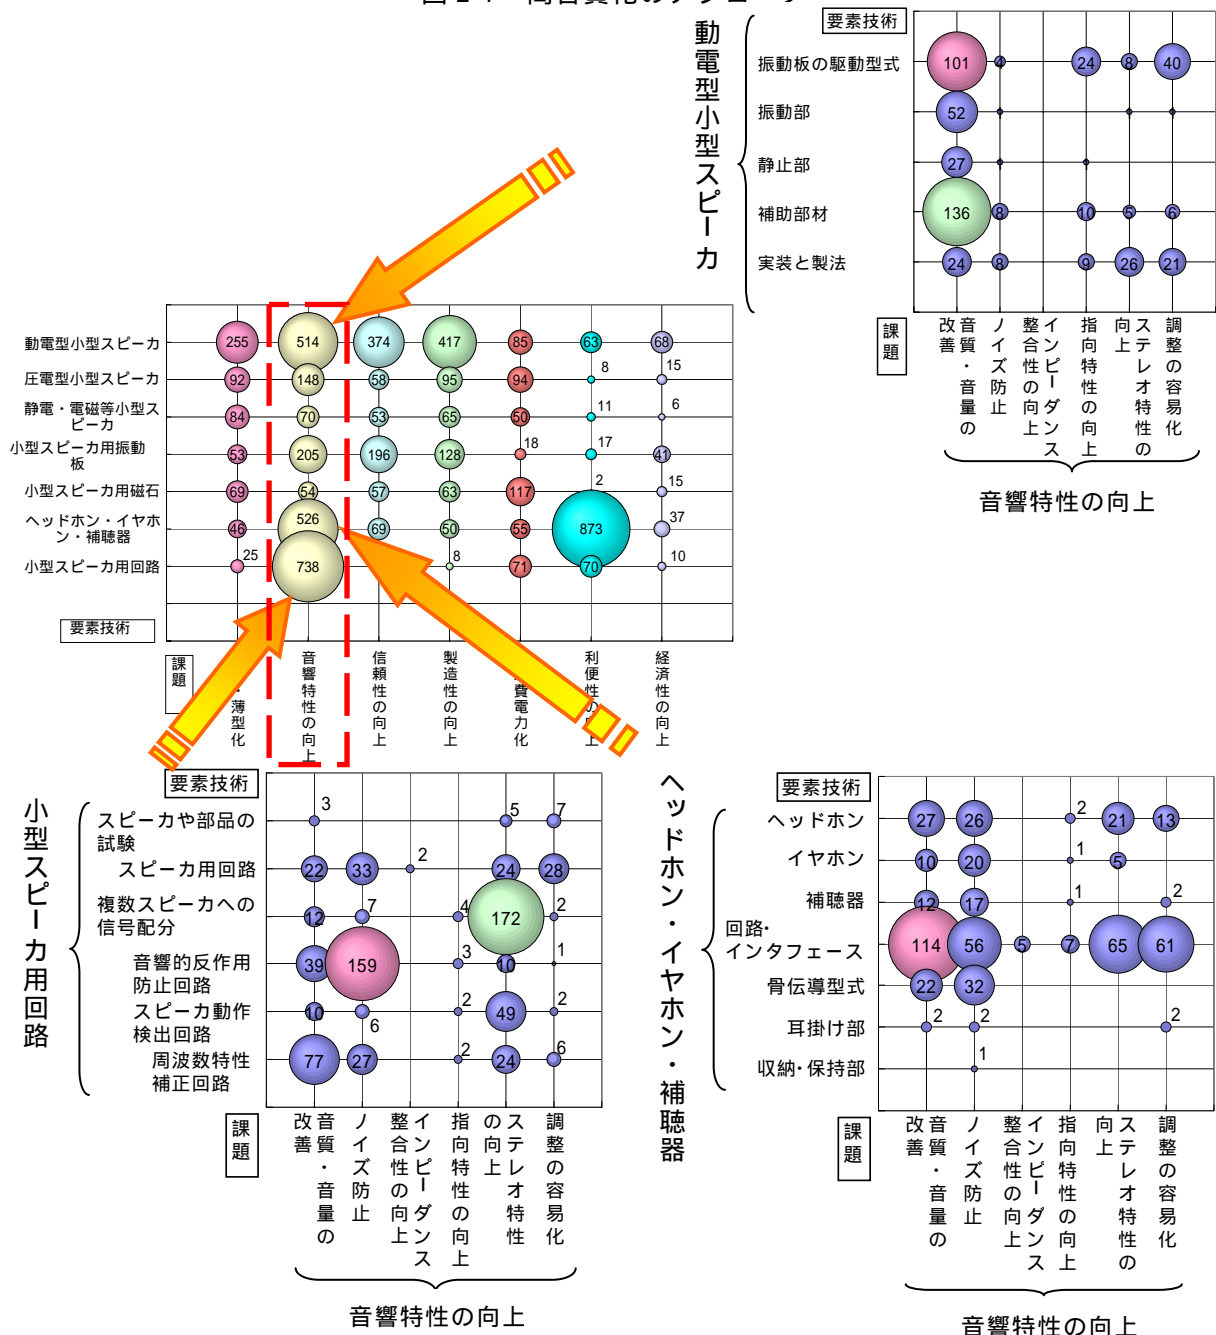 要素技術
動電型小型スピーカ
振動板の駆動型式
101
4
24
8
40
振動部
52
静止部
27
補助部材
136
8
10
5
6
実装と製法
24
8
9
26
21
課題
音質・音量の
改善
ノイズ防止
インピーダンス
整合性の向上
指向特性の向上
ステレオ特性の
向上
調整の容易化
音響特性の向上
動電型小型スピーカ
255
514
374
417
85
63
68
圧電型小型スピーカ
92
148
58
95
94
8
15
静電・電磁等小型ス
ピーカ
84
70
53
65
50
11
6
小型スピーカ用振動
板
53
205
196
128
18
17
41
小型スピーカ用磁石
69
54
57
63
117
2
15
ヘッドホン・イヤホ
ン・補聴器
46
526
69
50
55
873
37
小型スピーカ用回路
25
738
8
71
70
10
要素技術
課題
・薄型化
音響特性の向上
信頼性の向上
製造性の向上
費電力化
利便性の向上
経済性の向上
要素技術
小型スピーカ用回路
スピーカや部品の
試験
3
5
7
スピーカ用回路
22
33
2
24
28
複数スピーカへの
信号配分
12
7
4
172
2
音響的反作用
防止回路
39
159
3
10
1
スピーカ動作
検出回路
10
6
2
49
2
周波数特性
補正回路
77
27
2
24
6
課題
音質・音量の
改善
ノイズ防止
インピーダンス
整合性の向上
指向特性の向上
ステレオ特性
の向上
調整の容易化
音響特性の向上
要素技術
ヘッドホン・イヤホン・補聴器
ヘッドホン
27
26
2
21
13
イヤホン
10
20
1
5
補聴器
12
17
1
2
回路・
インタフェース
114
56
5
7
65
61
骨伝導型式
22
32
耳掛け部
2
2
2
収納・保持部
1
課題
音質・音量の
改善
ノイズ防止
インピーダンス
整合性の向上
指向特性の向上
ステレオ特性の
向上
調整の容易化
音響特性の向上